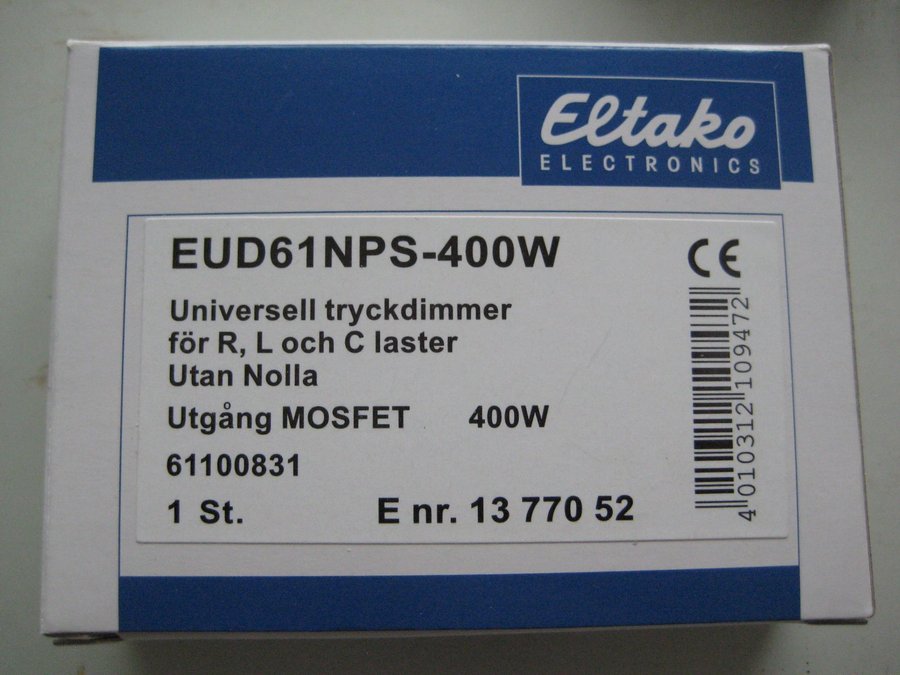 Eltako
ELECTRONICS
EUD61NPS-400W
CE
Universell tryckdimmer
för R, L och C laster
Utan Nolla
Utgång MOSFET 400W
61100831
1 St. E nr. 13 770 52
4 010312 109472